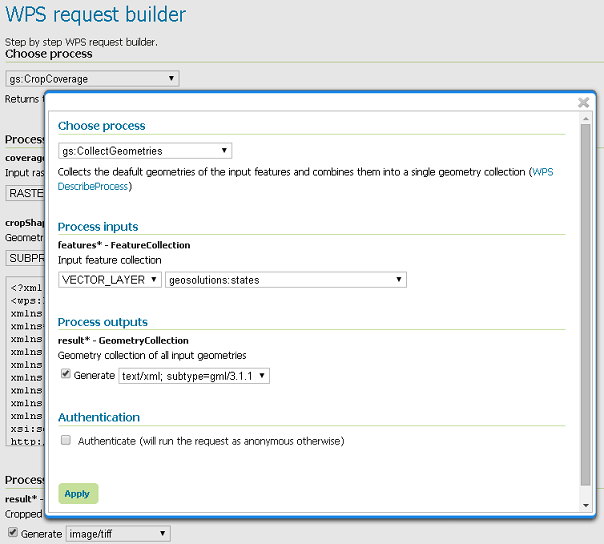 WPS request builder
Step by step WPS request builder.
Choose process
gs:CropCoverage
Returns
Process
coverage
Input ras
RASTE
cropShap
Geometr
SUBPR
<?xml
<wps:
xmlns
xmlns
xmlns
xmlns
xmlns
xmlns
xmlns
xsi:s
http:
Process
result* -
Cropped
Generate image/tiff
Choose process
gs:CollectGeometries
Collects the deafult geometries of the input features and combines them into a single geometry collection (WPS
DescribeProcess)
Process inputs
features* - FeatureCollection
Input feature collection
VECTOR_LAYER geosolutions:states
Process outputs
result* - GeometryCollection
Geometry collection of all input geometries
Generate text/xml; subtype=gml/3.1.1
Authentication
Authenticate (will run the request as anonymous otherwise)
Apply